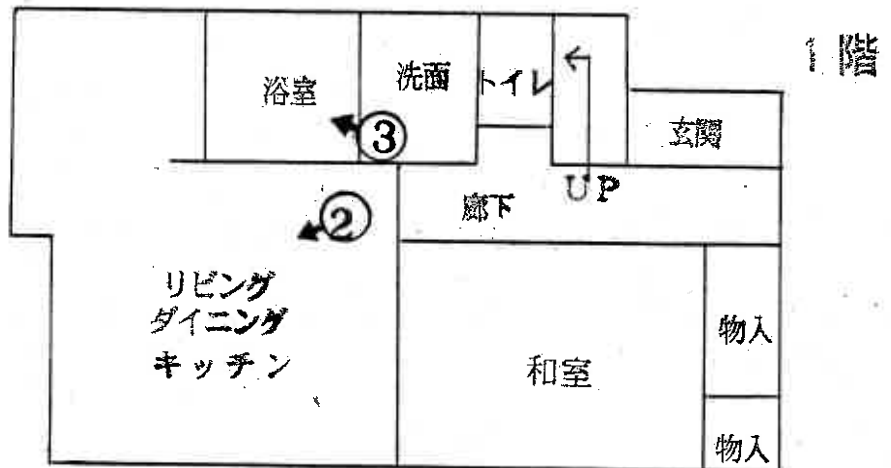 1階
浴室
洗面
トイレ
玄関
③
②
廊下
UP
リビング
ダイニング
キッチン
和室
物入
物入